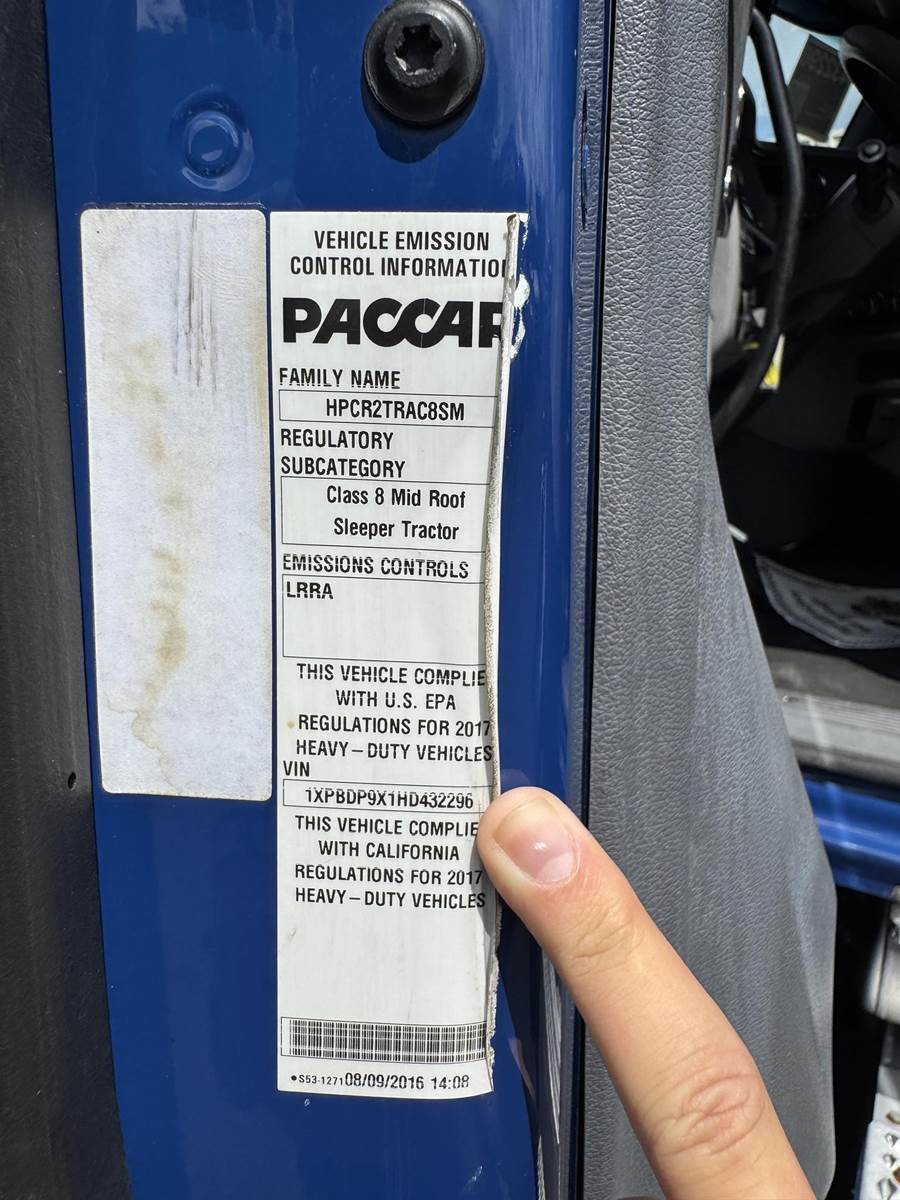 VEHICLE EMISSION
CONTROL INFORMATIO
PACCAR
FAMILY NAME
HPCR2TRAC8SM
REGULATORY
SUBCATEGORY
Class 8 Mid Roof
Sleeper Tractor
EMISSIONS CONTROLS
LRRA
THIS VEHICLE COMPLIE
WITH U.S. EPA
REGULATIONS FOR 2017
HEAVY-DUTY VEHICLES
VIN
1XPBDP9X1HD432296
THIS VEHICLE COMPLIE
WITH CALIFORNIA
REGULATIONS FOR 2017
HEAVY-DUTY VEHICLES
•S53-1271 08/09/2016 14:08